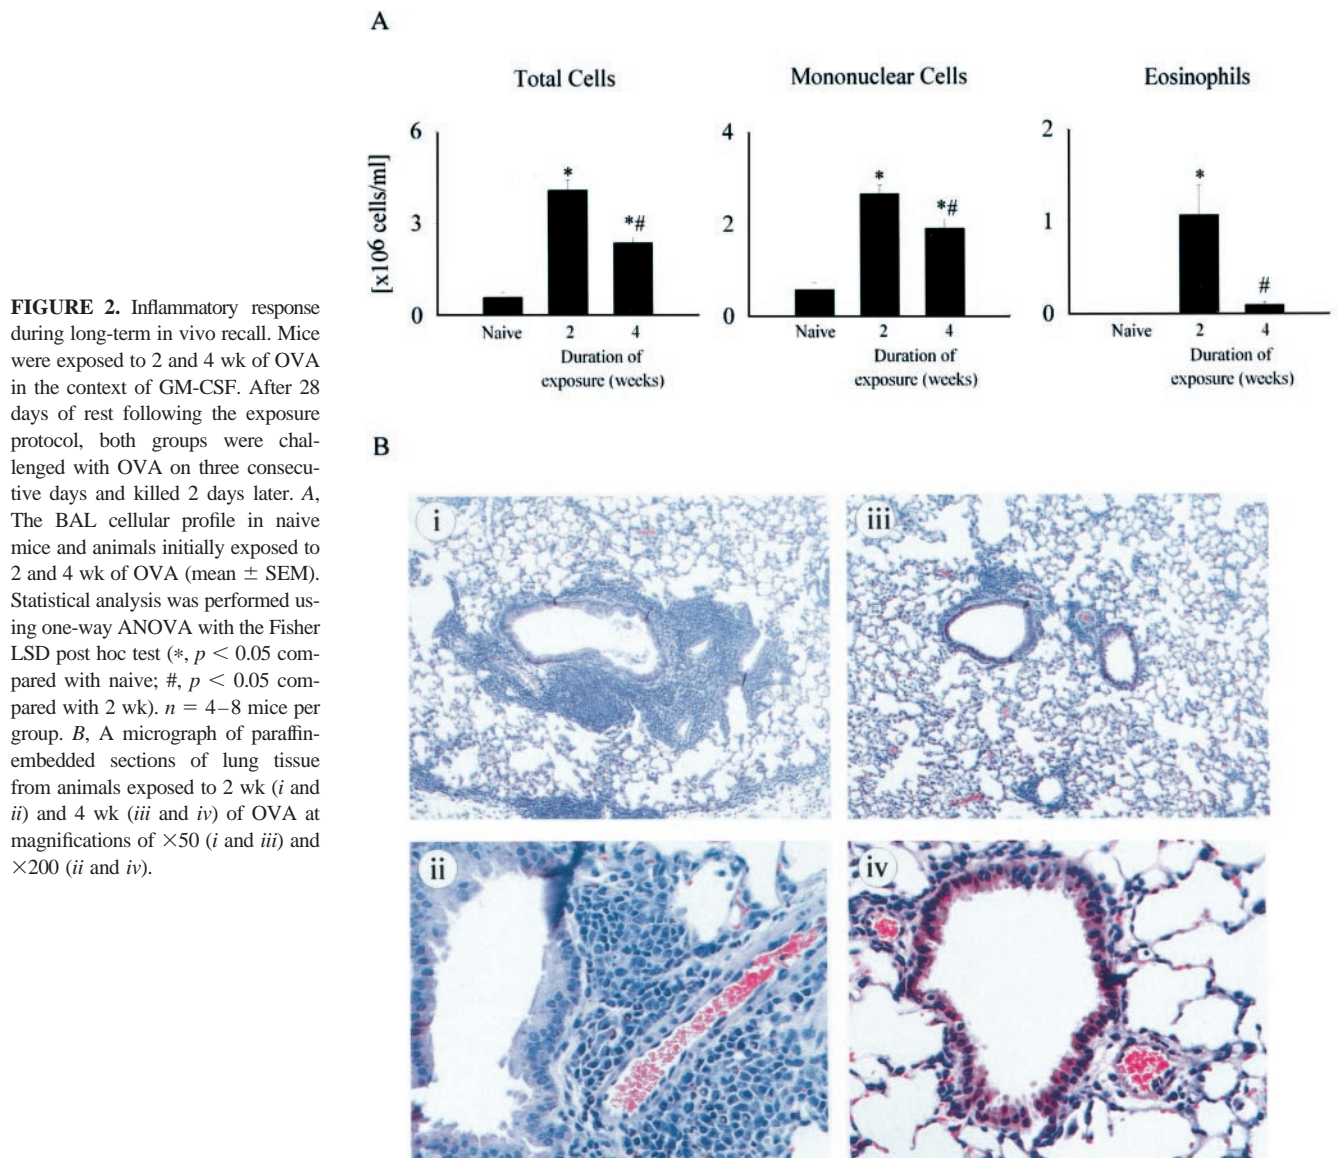 FIGURE 2. Inflammatory response
during long-term in vivo recall. Mice
were exposed to 2 and 4 wk of OVA
in the context of GM-CSF. After 28
days of rest following the exposure
protocol, both groups were chal-
lenged with OVA on three consecu-
tive days and killed 2 days later. A,
The BAL cellular profile in naive
mice and animals initially exposed to
2 and 4 wk of OVA (mean ± SEM).
Statistical analysis was performed us-
ing one-way ANOVA with the Fisher
LSD post hoc test (*, p < 0.05 com-
pared with naive; #, p < 0.05 com-
pared with 2 wk). n = 4–8 mice per
group. B, A micrograph of paraffin-
embedded sections of lung tissue
from animals exposed to 2 wk (i and
ii) and 4 wk (iii and iv) of OVA at
magnifications of ×50 (i and iii) and
×200 (ii and iv).
A
Total Cells
[x106 cells/ml]
6
3
0
*
*#
Naive 2 4
Duration of
exposure (weeks)
Mononuclear Cells
4
2
0
*
*#
Naive 2 4
Duration of
exposure (weeks)
Eosinophils
2
1
0
*
#
Naive 2 4
Duration of
exposure (weeks)
B
i
iii
ii
iv